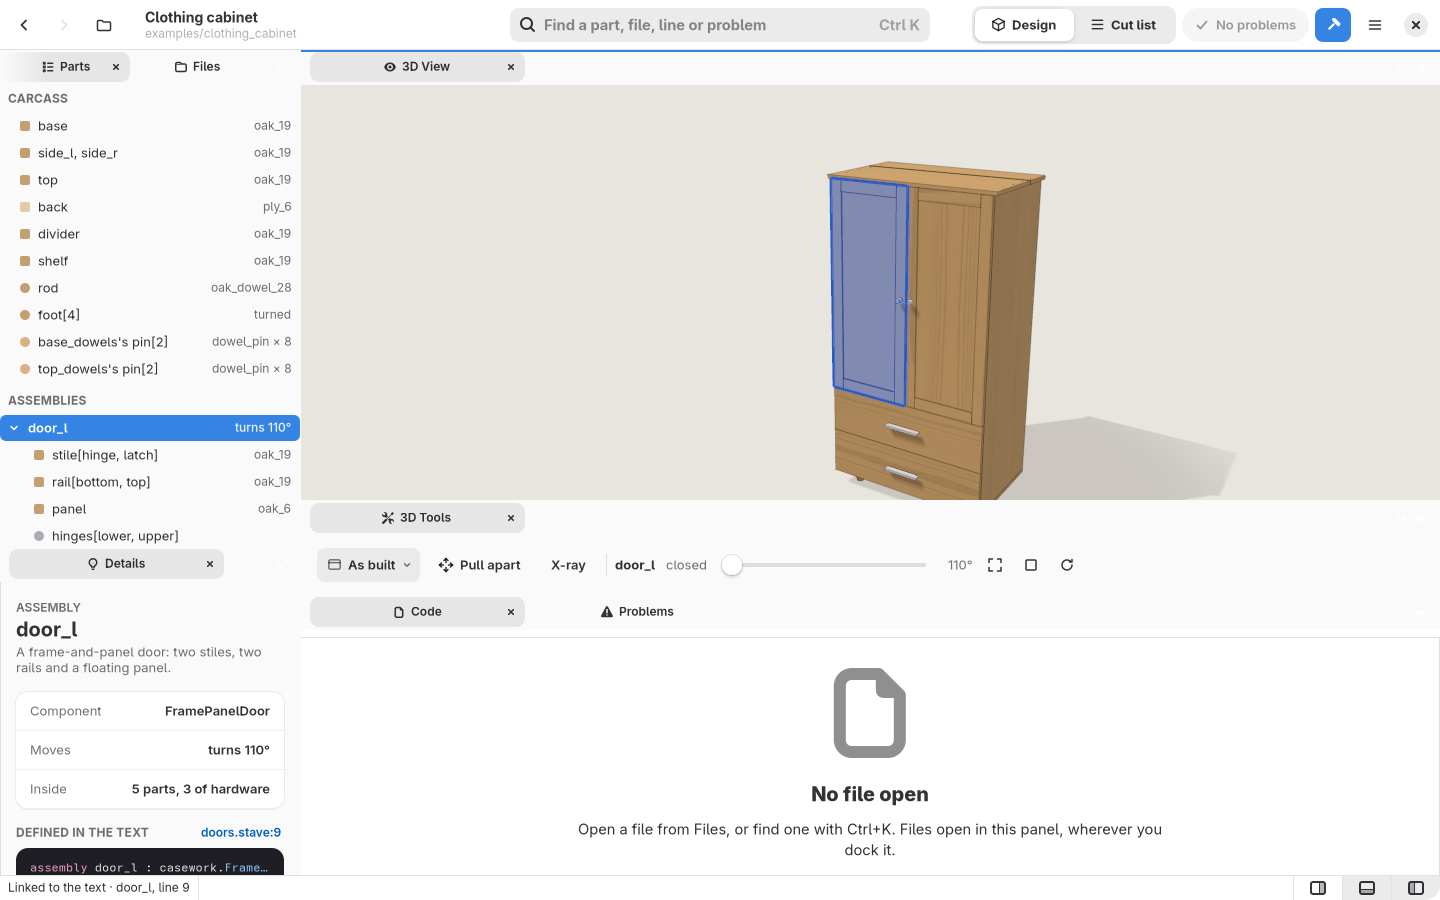 Clothing cabinet
examples/clothing_cabinet
Find a part, file, line or problem
Ctrl K
Design
Cut list
No problems
Parts
Files
3D View
CARCASS
base oak_19
side_l, side_r oak_19
top oak_19
back ply_6
divider oak_19
shelf oak_19
rod oak_dowel_28
foot[4] turned
base_dowels's pin[2] dowel_pin × 8
top_dowels's pin[2] dowel_pin × 8
ASSEMBLIES
door_l turns 110°
stile[hinge, latch] oak_19
rail[bottom, top] oak_19
panel oak_6
hinges[lower, upper]
Details
ASSEMBLY
door_l
A frame-and-panel door: two stiles, two
rails and a floating panel.
Component FramePanelDoor
Moves turns 110°
Inside 5 parts, 3 of hardware
DEFINED IN THE TEXT doors.stave:9
assembly door_l : casework.Frame…
3D Tools
As built
Pull apart
X-ray
door_l closed
110°
Code
Problems
No file open
Open a file from Files, or find one with Ctrl+K. Files open in this panel, wherever you
dock it.
Linked to the text · door_l, line 9